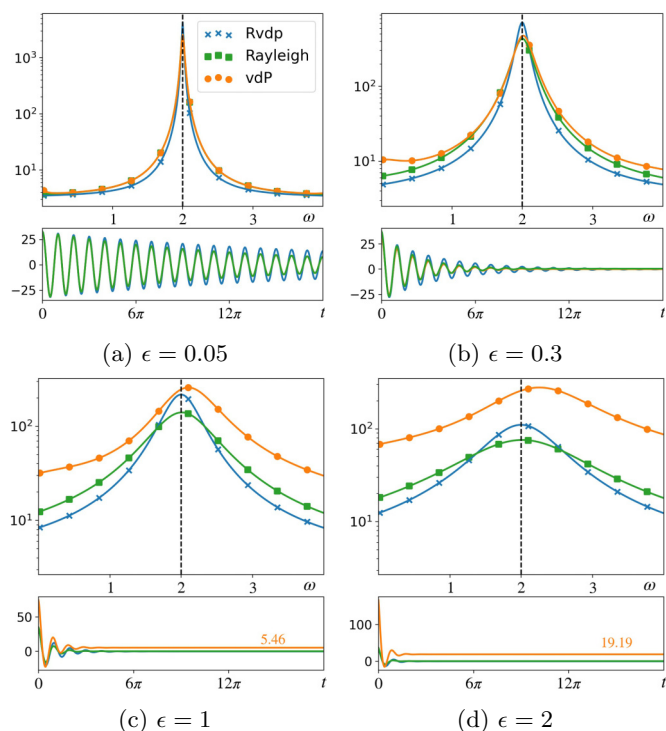 10³
10²
10¹
Rvdp
Rayleigh
vdP
1 2 3 ω
25
0
−25
0 6π 12π t
(a) ϵ = 0.05
10²
10¹
1 2 3 ω
25
0
−25
0 6π 12π t
(b) ϵ = 0.3
10²
10¹
1 2 3 ω
50
0
5.46
0 6π 12π t
(c) ϵ = 1
10²
10¹
1 2 3 ω
100
0
19.19
0 6π 12π t
(d) ϵ = 2